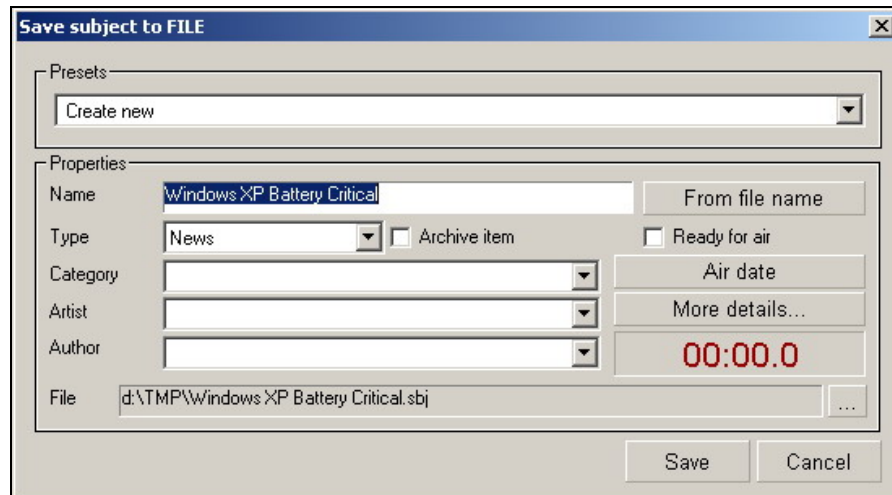 Save subject to FILE
Presets
Create new
Properties
Name Windows XP Battery Critical From file name
Type News Archive item Ready for air
Category Air date
Artist More details...
Author 00:00.0
File d:\TMP\Windows XP Battery Critical.sbj ...
Save Cancel